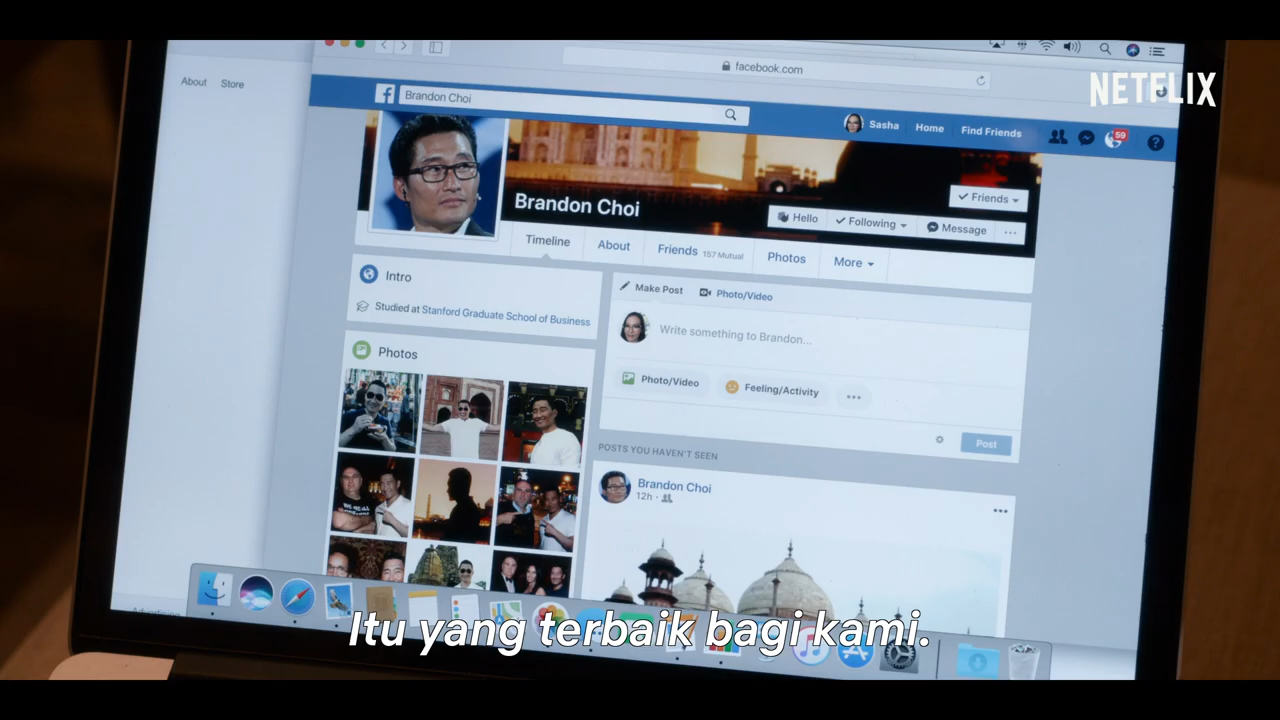 facebook.com
NETFLIX
About Store
Brandon Choi
Sasha Home Find Friends
59
?
Friends
Brandon Choi
Hello Following Message ...
Timeline About Friends 157 Mutual Photos More
Intro
Studied at Stanford Graduate School of Business
Make Post Photo/Video
Write something to Brandon...
Photo/Video Feeling/Activity ...
Post
Photos
POSTS YOU HAVEN'T SEEN
Brandon Choi
12h ·
...
Advertising
Itu yang terbaik bagi kami.